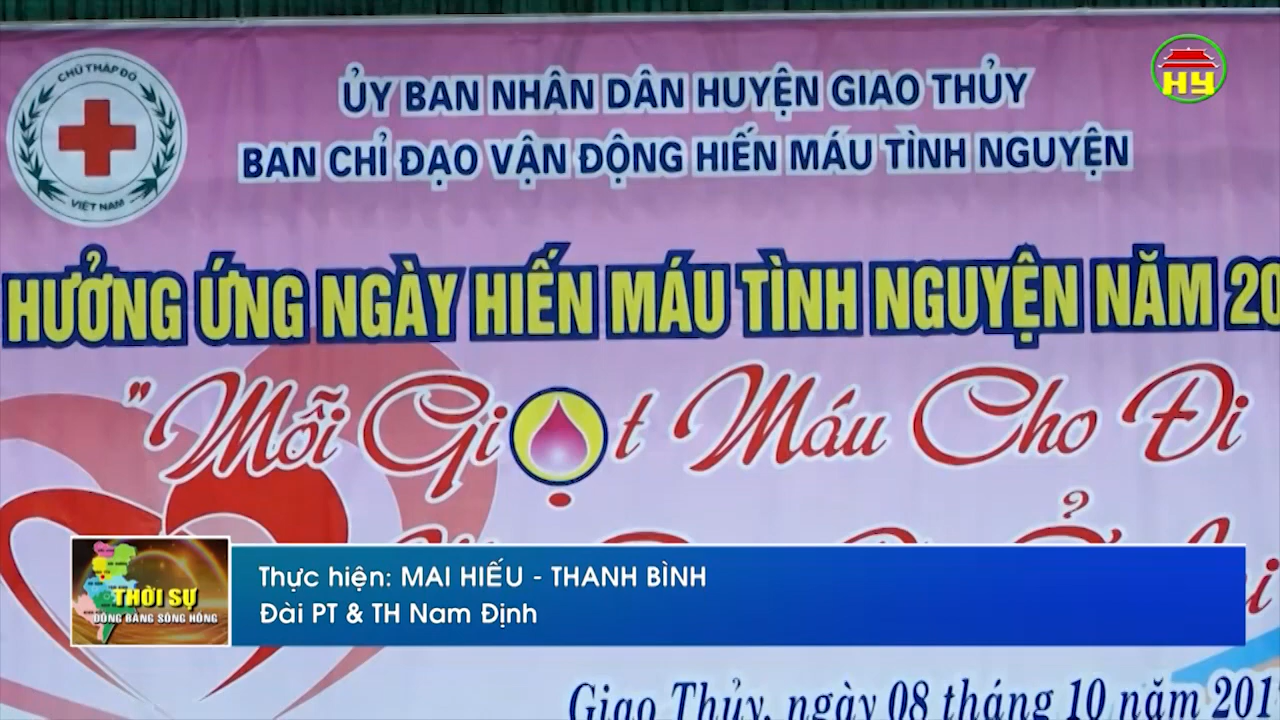 CHỮ THẬP ĐỎ
VIỆT NAM
HY
ỦY BAN NHÂN DÂN HUYỆN GIAO THỦY
BAN CHỈ ĐẠO VẬN ĐỘNG HIẾN MÁU TÌNH NGUYỆN
HƯỞNG ỨNG NGÀY HIẾN MÁU TÌNH NGUYỆN NĂM 20
"Mỗi Giọt Máu Cho Đi
THỜI SỰ
ĐỒNG BẰNG SÔNG HỒNG
Thực hiện: MAI HIẾU - THANH BÌNH
Đài PT & TH Nam Định
Giao Thủy, ngày 08 tháng 10 năm 201